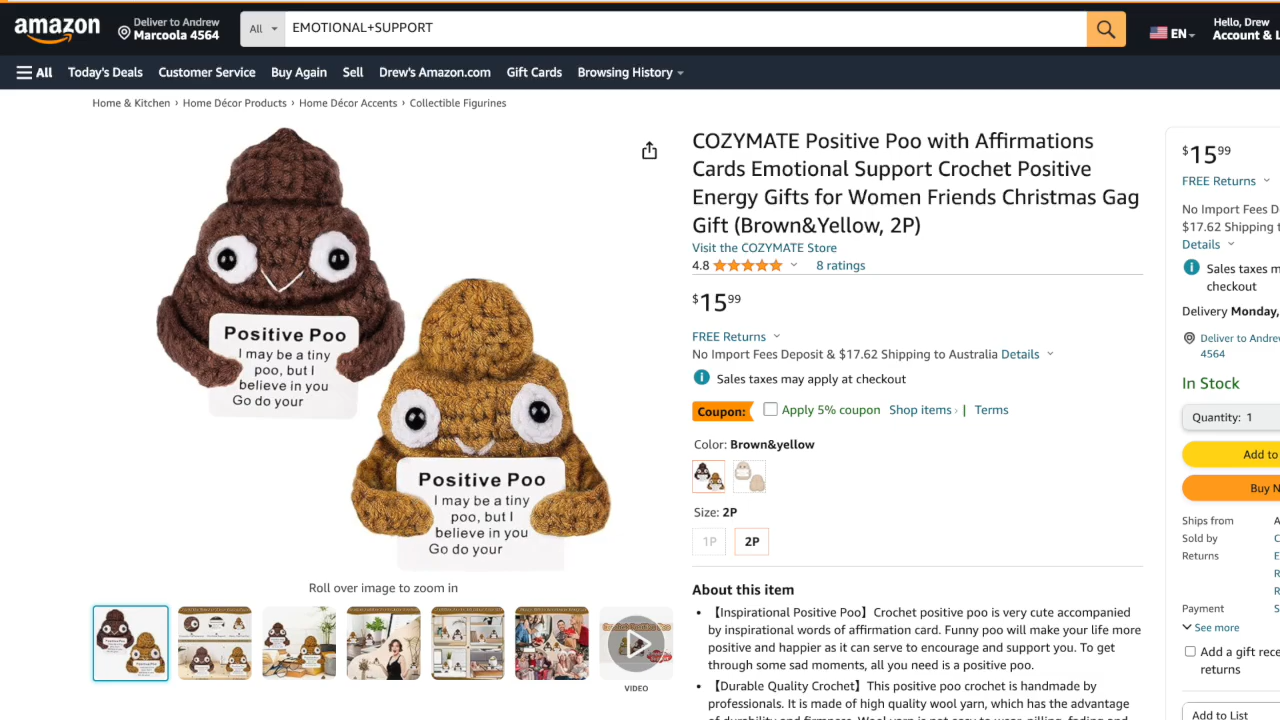 amazon
Deliver to Andrew
Marcoola 4564
All
EMOTIONAL+SUPPORT
EN
Hello, Drew
Account & L
All
Today's Deals
Customer Service
Buy Again
Sell
Drew's Amazon.com
Gift Cards
Browsing History
Home & Kitchen › Home Décor Products › Home Décor Accents › Collectible Figurines
Positive Poo
I may be a tiny
poo, but I
believe in you
Go do your
Positive Poo
I may be a tiny
poo, but I
believe in you
Go do your
Roll over image to zoom in
VIDEO
COZYMATE Positive Poo with Affirmations
Cards Emotional Support Crochet Positive
Energy Gifts for Women Friends Christmas Gag
Gift (Brown&Yellow, 2P)
Visit the COZYMATE Store
4.8
8 ratings
$15 99
FREE Returns
No Import Fees Deposit & $17.62 Shipping to Australia Details
Sales taxes may apply at checkout
Coupon:
Apply 5% coupon Shop items › | Terms
Color: Brown&yellow
Size: 2P
1P
2P
About this item
• 【Inspirational Positive Poo】Crochet positive poo is very cute accompanied
by inspirational words of affirmation card. Funny poo will make your life more
positive and happier as it can serve to encourage and support you. To get
through some sad moments, all you need is a positive poo.
• 【Durable Quality Crochet】This positive poo crochet is handmade by
professionals. It is made of high quality wool yarn, which has the advantage
$15 99
FREE Returns
No Import Fees D
$17.62 Shipping t
Details
Sales taxes m
checkout
Delivery Monday,
Deliver to Andre
4564
In Stock
Quantity: 1
Add to
Buy N
Ships from A
Sold by C
Returns E
R
R
Payment S
See more
Add a gift rece
returns
Add to List